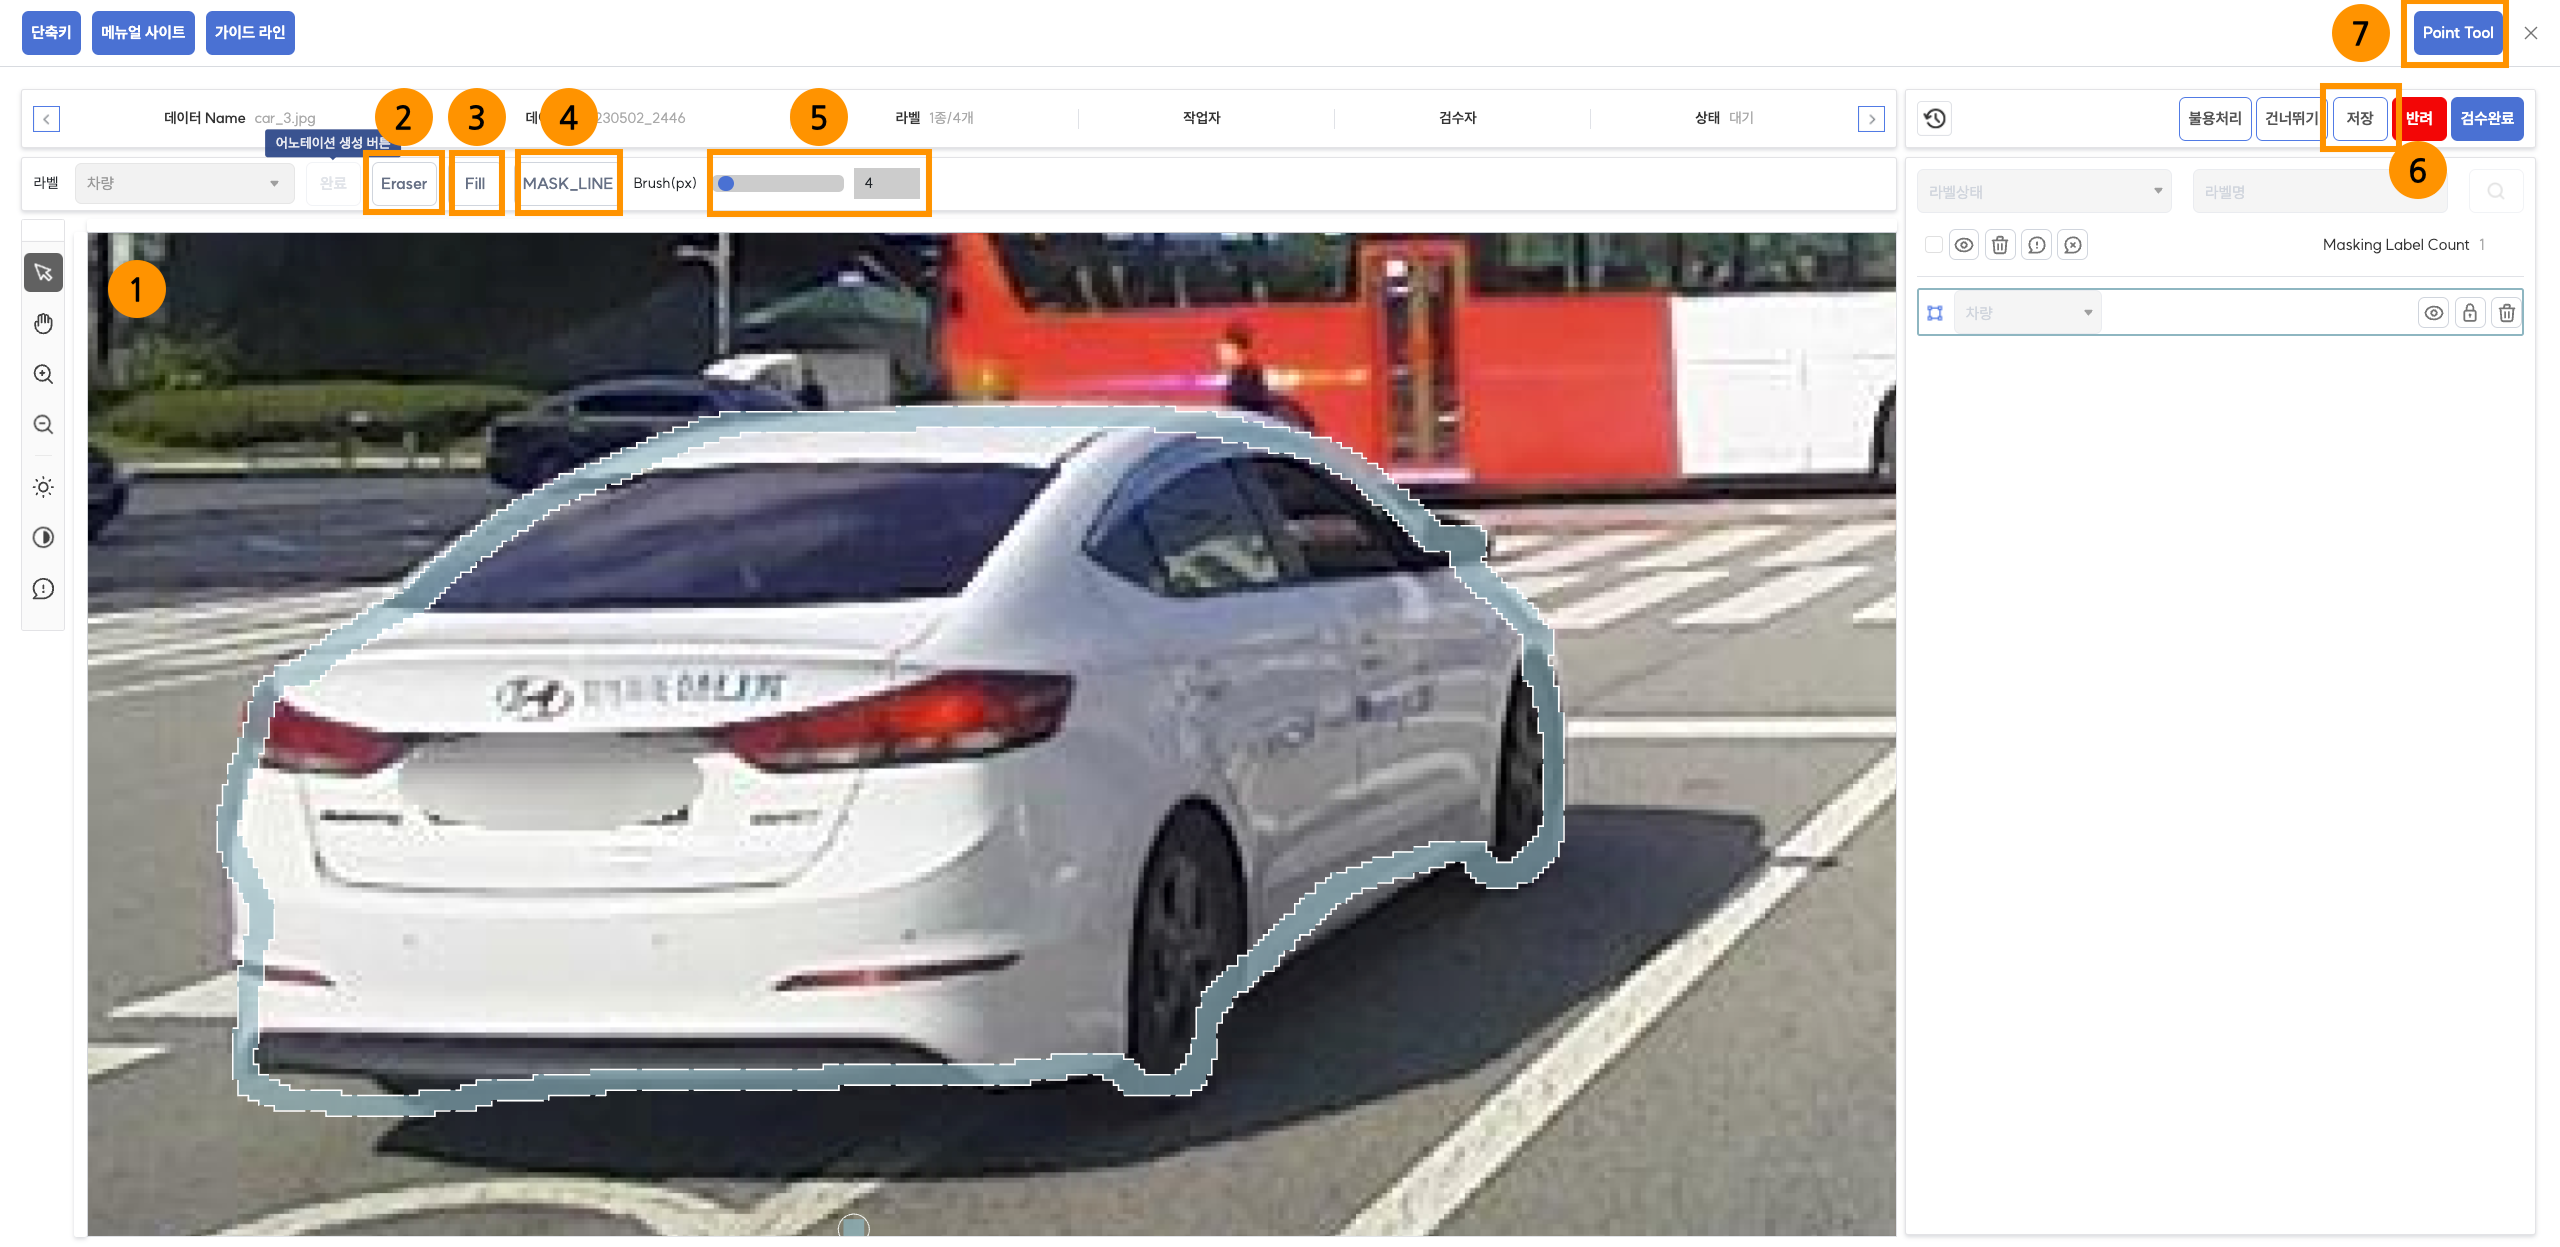 단축키 메뉴얼 사이트 가이드 라인 7 Point Tool
데이터 Name car_3.jpg 2 3 데 4 230502_2446 5 라벨 1종/4개 작업자 검수자 상태 대기 불용처리 건너뛰기 저장 반려 검수완료
어노테이션 생성 버튼
6
라벨 차량 완료 Eraser Fill MASK_LINE Brush(px) 4
라벨상태 라벨명
Masking Label Count 1
1
차량